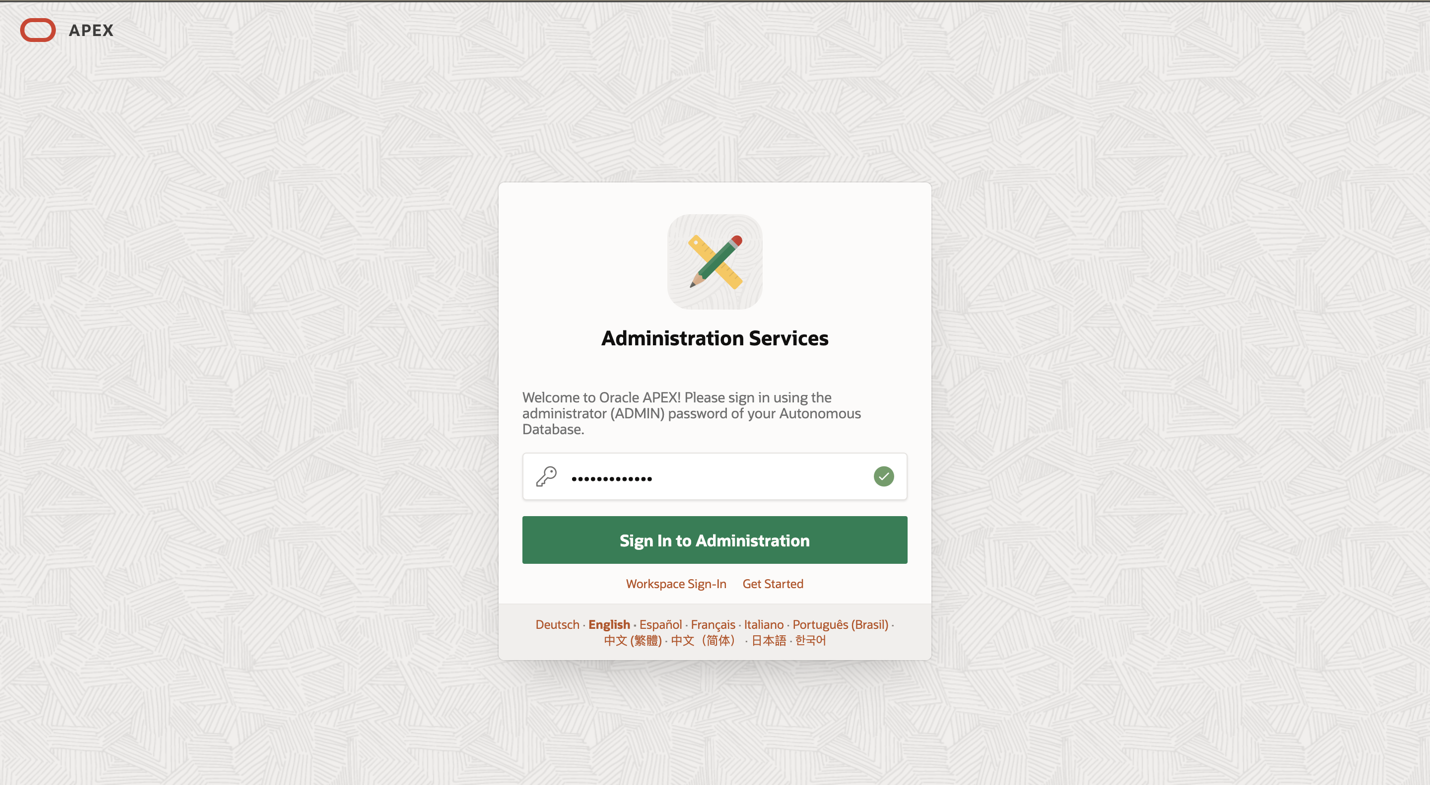 APEX
Administration Services
Welcome to Oracle APEX! Please sign in using the
administrator (ADMIN) password of your Autonomous
Database.
•••••••••••••
Sign In to Administration
Workspace Sign-In Get Started
Deutsch · English · Español · Français · Italiano · Português (Brasil) ·
中文 (繁體) · 中文（简体） · 日本語 · 한국어